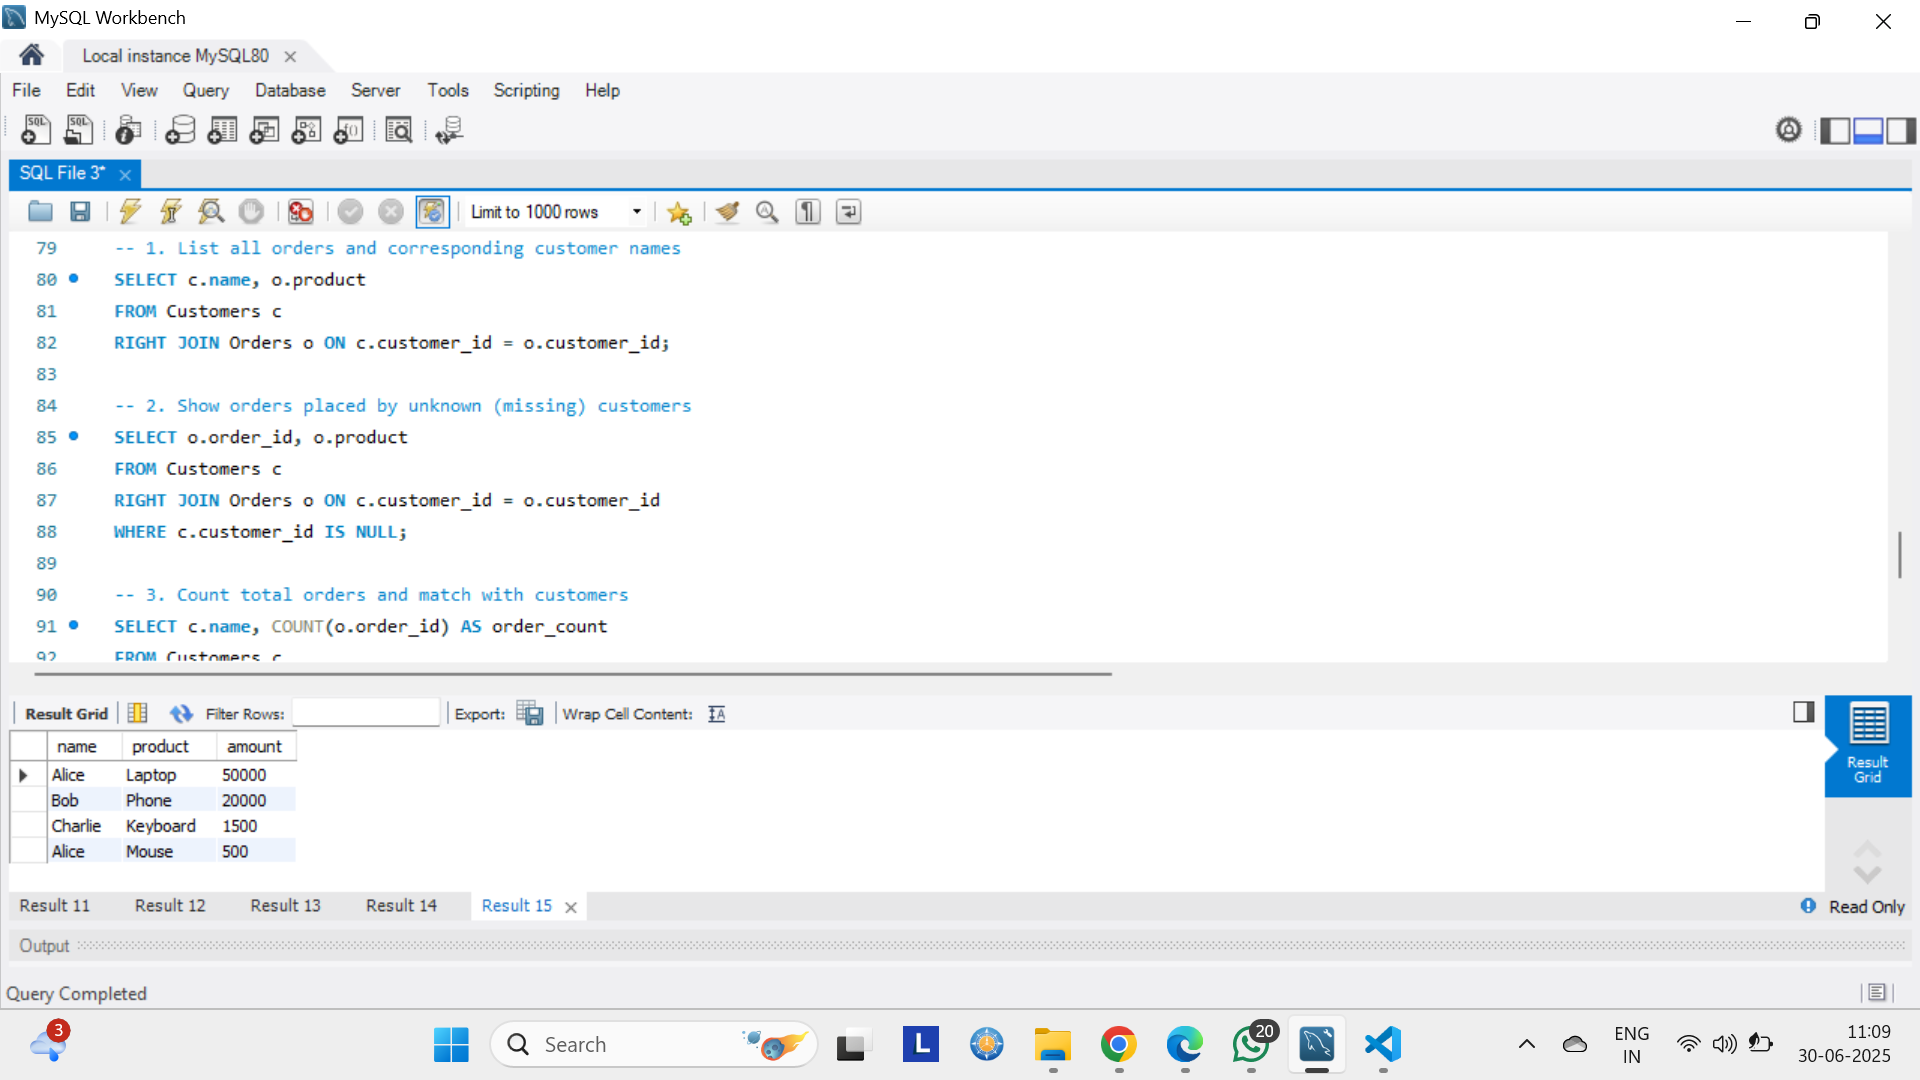 MySQL Workbench
Local instance MySQL80
File Edit View Query Database Server Tools Scripting Help
SQL SQL
SQL File 3*
Limit to 1000 rows
79 -- 1. List all orders and corresponding customer names
80 SELECT c.name, o.product
81 FROM Customers c
82 RIGHT JOIN Orders o ON c.customer_id = o.customer_id;
83
84 -- 2. Show orders placed by unknown (missing) customers
85 SELECT o.order_id, o.product
86 FROM Customers c
87 RIGHT JOIN Orders o ON c.customer_id = o.customer_id
88 WHERE c.customer_id IS NULL;
89
90 -- 3. Count total orders and match with customers
91 SELECT c.name, COUNT(o.order_id) AS order_count
92 FROM Customers c
Result Grid Filter Rows: Export: Wrap Cell Content: IA
name product amount
Alice Laptop 50000
Bob Phone 20000
Charlie Keyboard 1500
Alice Mouse 500
Result
Grid
Result 11 Result 12 Result 13 Result 14 Result 15 Read Only
Output
Query Completed
3 Search L 20 ENG 11:09
IN 30-06-2025